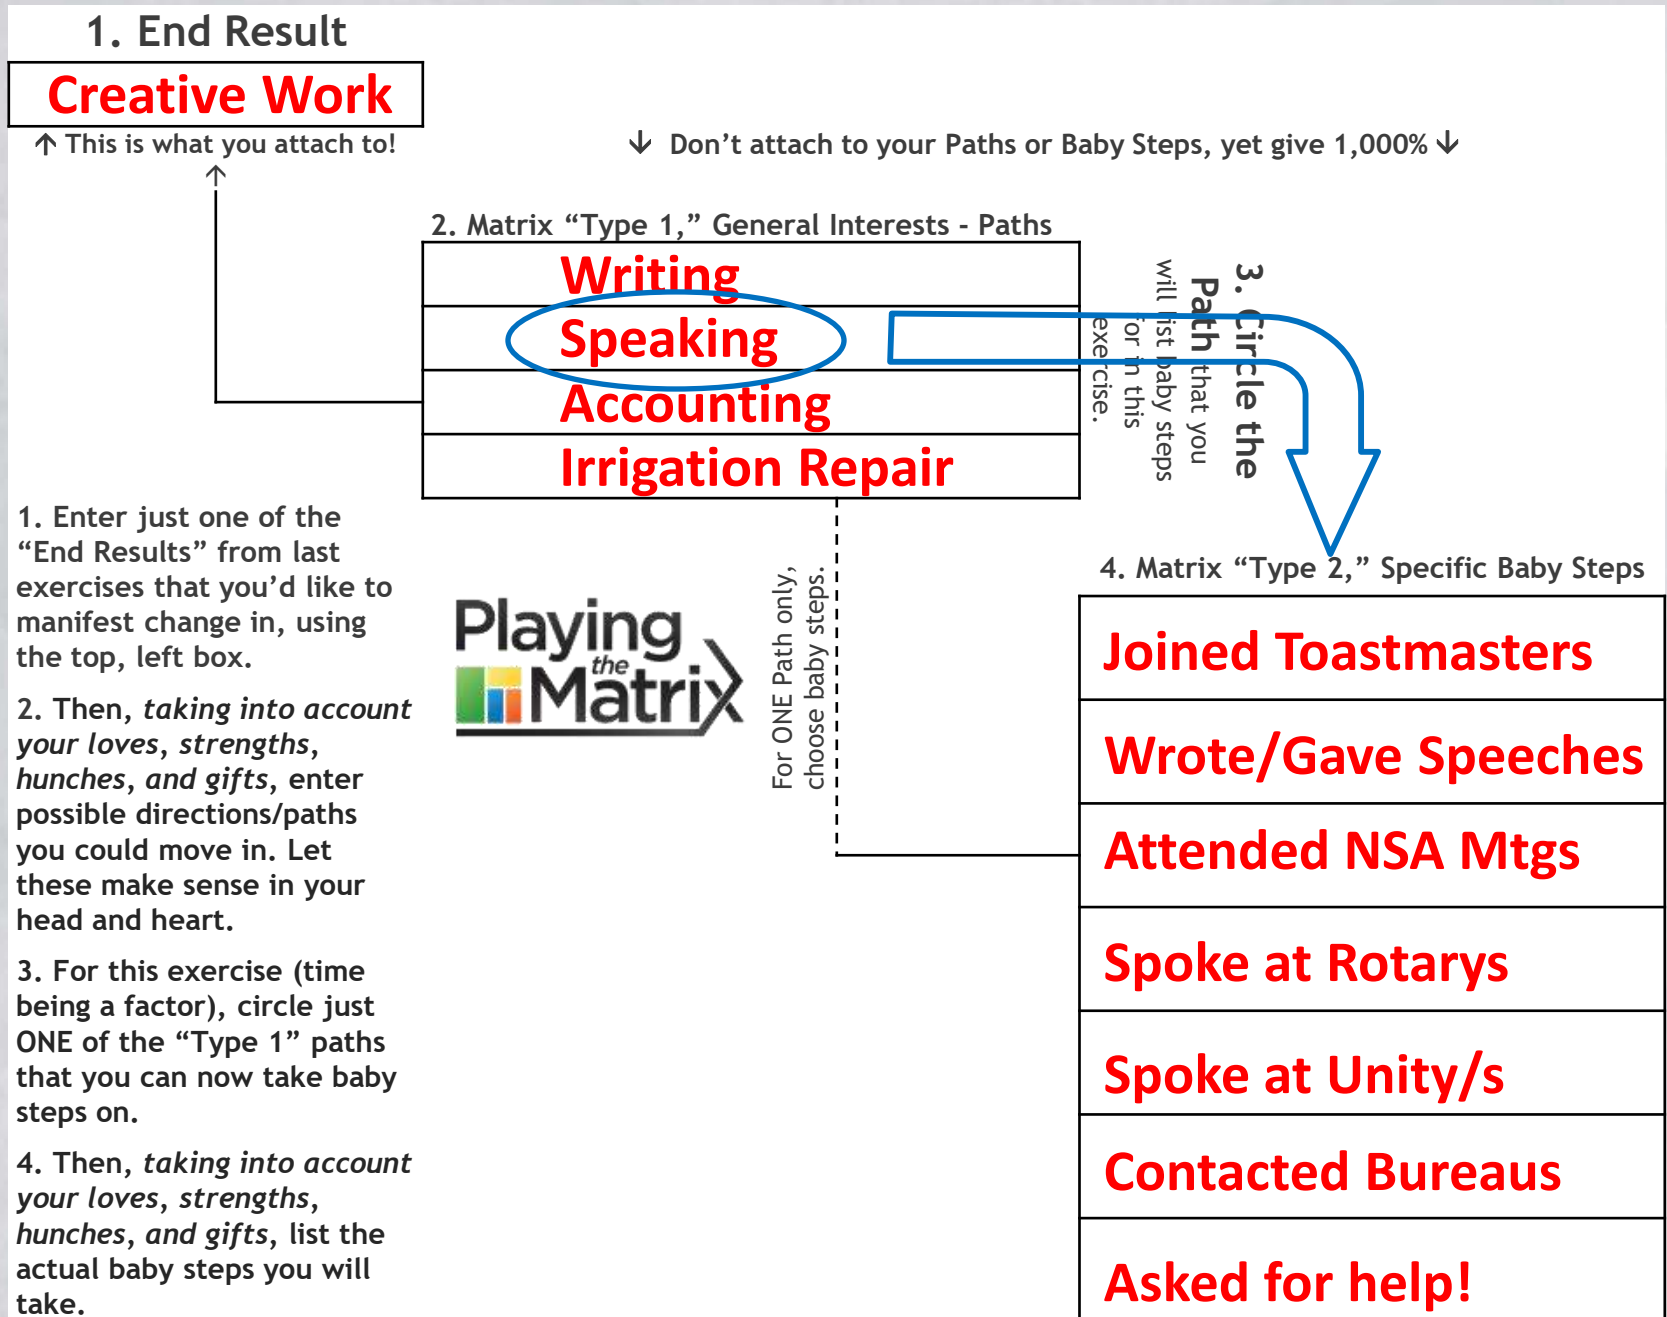 1. End Result
Creative Work
↑ This is what you attach to!
↓ Don’t attach to your Paths or Baby Steps, yet give 1,000% ↓
2. Matrix “Type 1,” General Interests - Paths
Writing
Speaking
Accounting
Irrigation Repair
3. Circle the
Path that you
will list baby steps
for in this
exercise.
1. Enter just one of the
“End Results” from last
exercises that you’d like to
manifest change in, using
the top, left box.
2. Then, taking into account
your loves, strengths,
hunches, and gifts, enter
possible directions/paths
you could move in. Let
these make sense in your
head and heart.
3. For this exercise (time
being a factor), circle just
ONE of the “Type 1” paths
that you can now take baby
steps on.
4. Then, taking into account
your loves, strengths,
hunches, and gifts, list the
actual baby steps you will
take.
Playing
the
Matrix
For ONE Path only,
choose baby steps.
4. Matrix “Type 2,” Specific Baby Steps
Joined Toastmasters
Wrote/Gave Speeches
Attended NSA Mtgs
Spoke at Rotarys
Spoke at Unity/s
Contacted Bureaus
Asked for help!